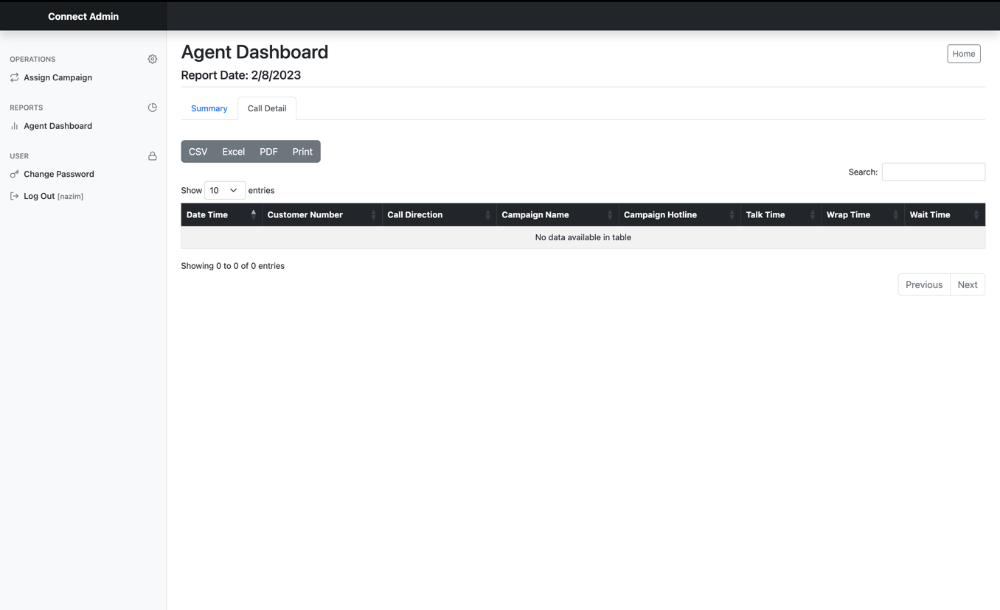 Connect Admin
OPERATIONS
Assign Campaign
REPORTS
Agent Dashboard
USER
Change Password
Log Out [nazim]
Agent Dashboard
Home
Report Date: 2/8/2023
Summary Call Detail
CSV Excel PDF Print
Search:
Show 10 entries
Date Time Customer Number Call Direction Campaign Name Campaign Hotline Talk Time Wrap Time Wait Time
No data available in table
Showing 0 to 0 of 0 entries
Previous Next